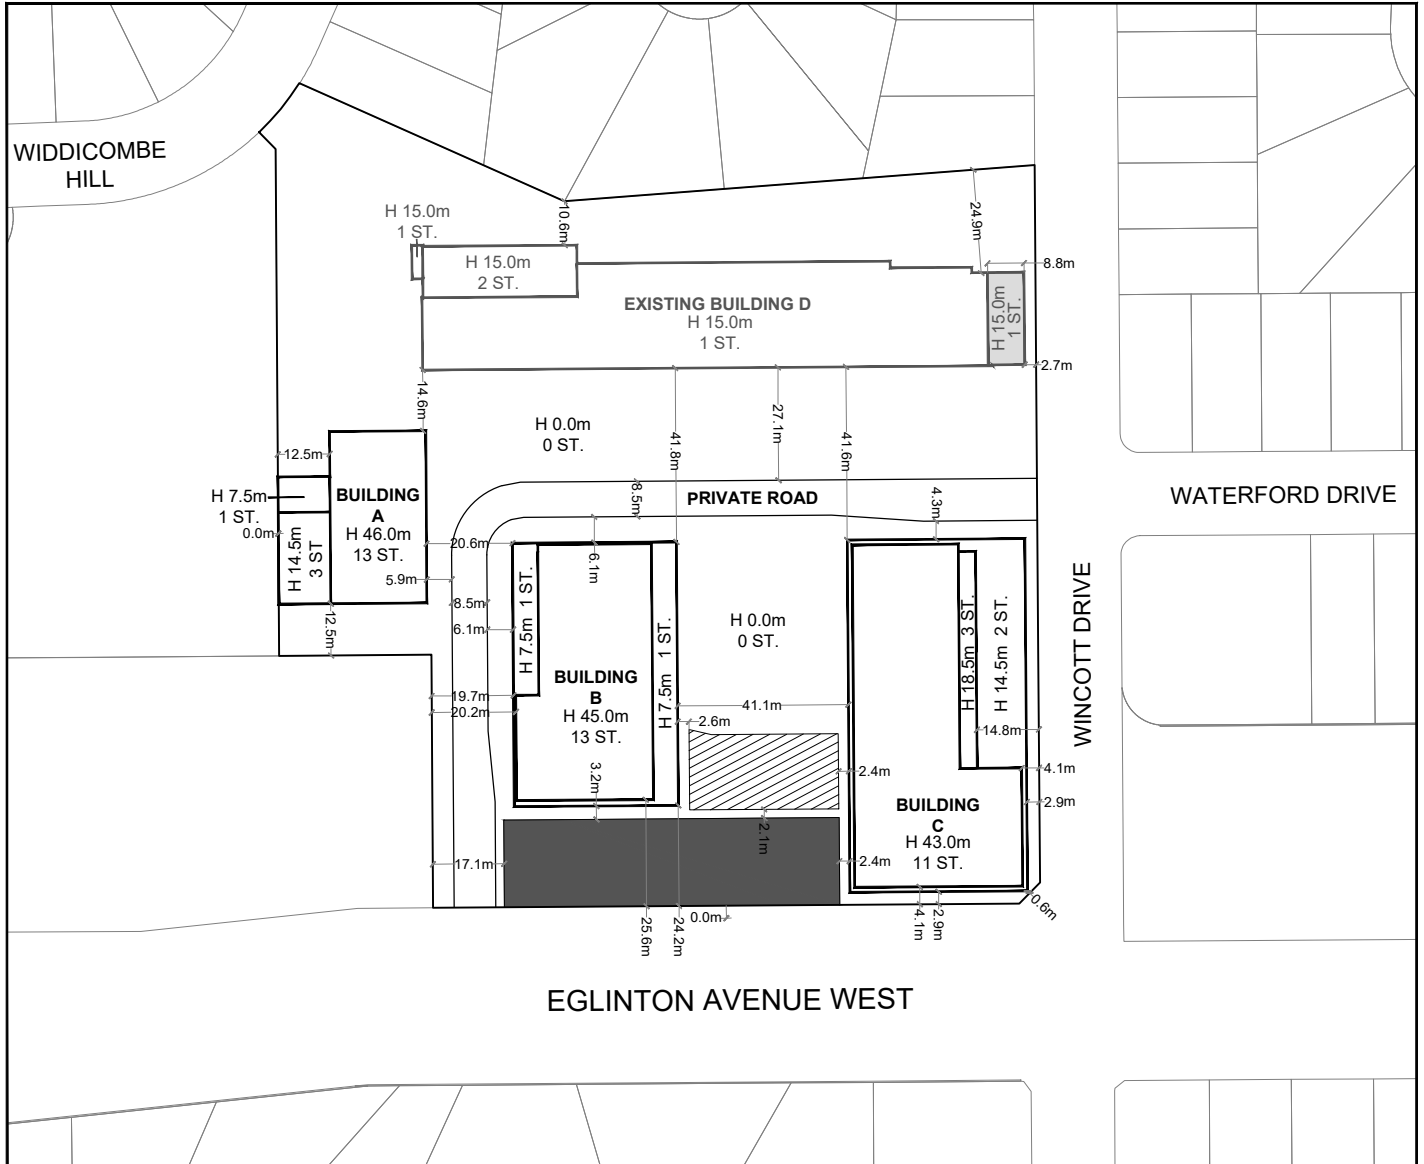 WIDDICOMBE
HILL
H 15.0m
1 ST.
10.6m
24.9m
H 15.0m
2 ST.
8.8m
EXISTING BUILDING D
H 15.0m
1 ST.
H 15.0m
1 ST.
2.7m
14.6m
H 0.0m
0 ST.
41.8m
27.1m
41.6m
12.5m
H 7.5m
1 ST.
BUILDING
A
H 46.0m
13 ST.
0.0m
H 14.5m
3 ST
8.5m
PRIVATE ROAD
4.3m
WATERFORD DRIVE
20.6m
6.1m
5.9m
8.5m
6.1m
12.5m
H 7.5m 1 ST.
H 7.5m 1 ST.
H 0.0m
0 ST.
H 18.5m 3 ST.
H 14.5m 2 ST.
WINCOTT DRIVE
BUILDING
B
H 45.0m
13 ST.
19.7m
20.2m
41.1m
2.6m
14.8m
3.2m
2.4m
4.1m
2.9m
BUILDING
C
H 43.0m
11 ST.
2.1m
17.1m
2.4m
25.6m
24.2m
0.0m
4.1m
2.9m
0.6m
EGLINTON AVENUE WEST